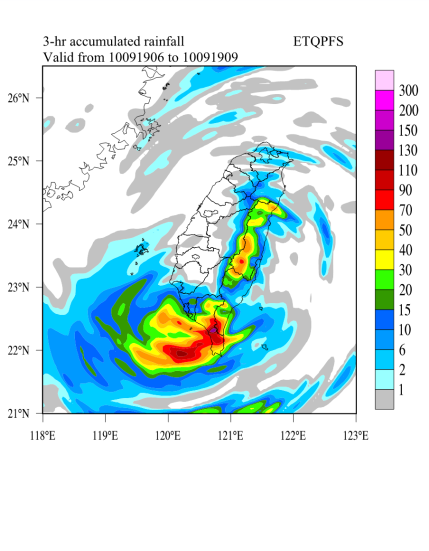 3-hr accumulated rainfall ETQPFS
Valid from 10091906 to 10091909
26°N
25°N
24°N
23°N
22°N
21°N
118°E 119°E 120°E 121°E 122°E 123°E
300
200
150
130
110
90
70
50
40
30
20
15
10
6
2
1